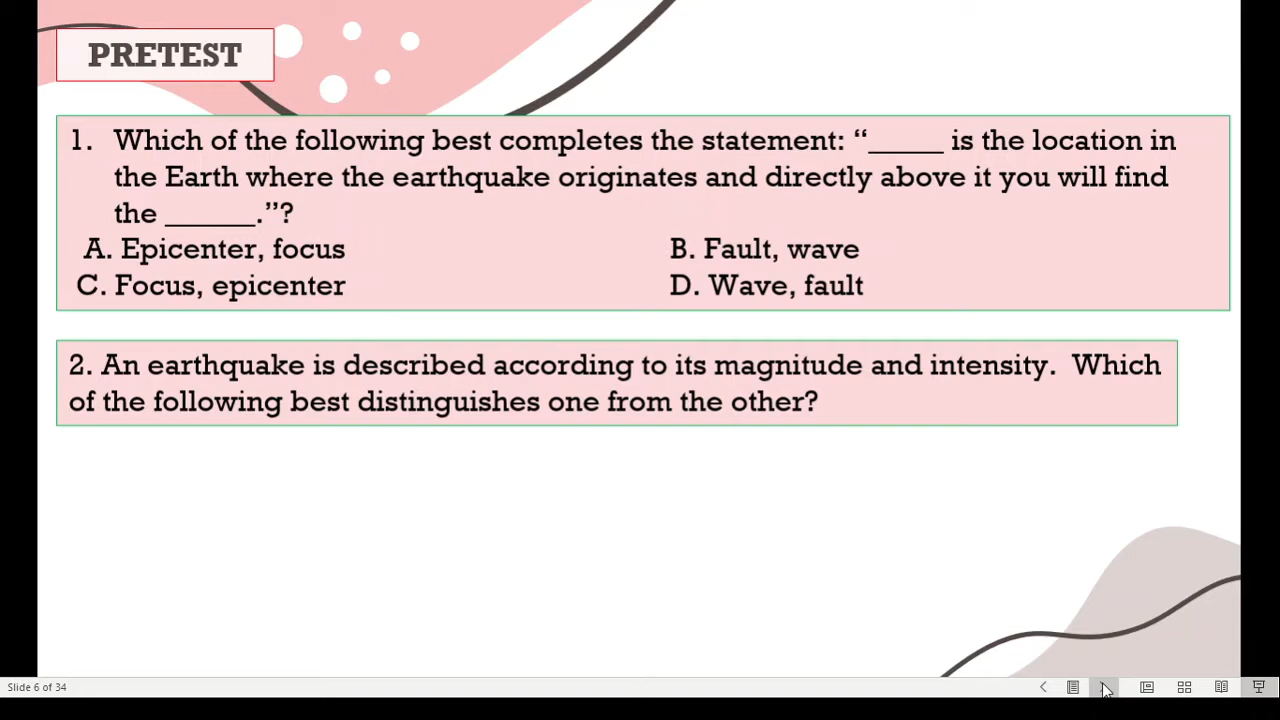 PRETEST
1. Which of the following best completes the statement: “_____ is the location in
the Earth where the earthquake originates and directly above it you will find
the ______.”?
A. Epicenter, focus B. Fault, wave
C. Focus, epicenter D. Wave, fault
2. An earthquake is described according to its magnitude and intensity. Which
of the following best distinguishes one from the other?
Slide 6 of 34